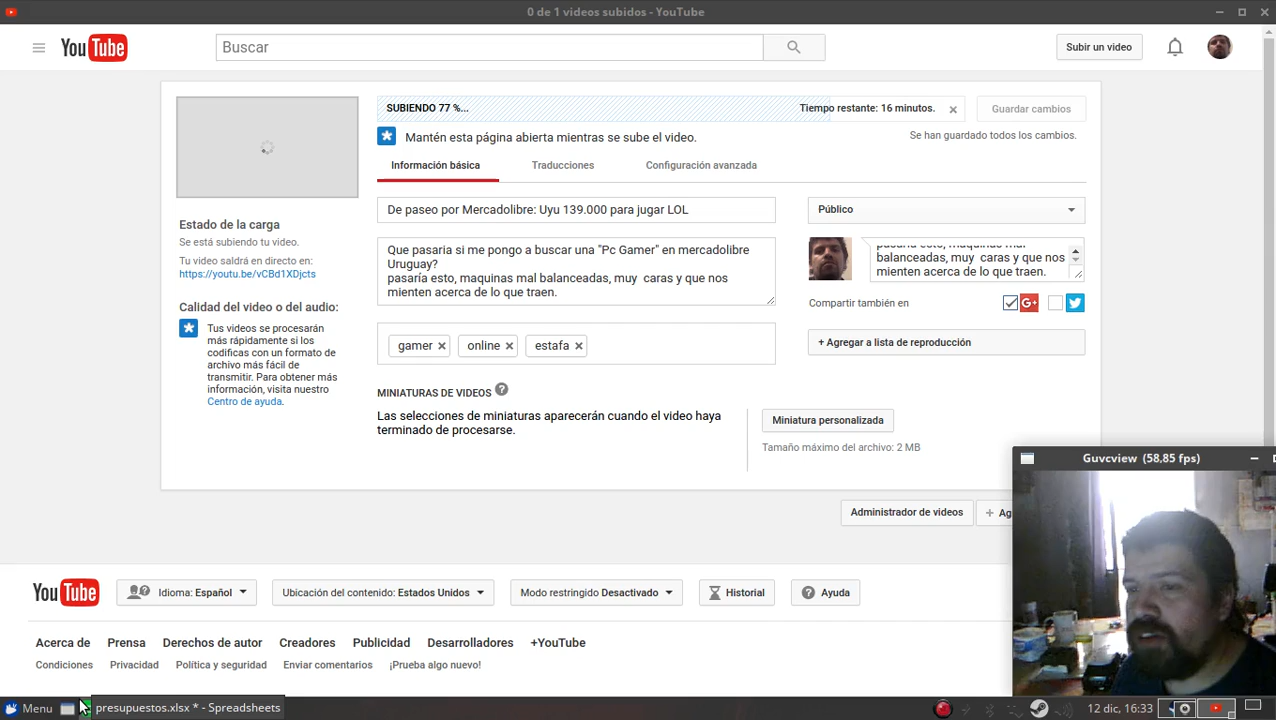 0 de 1 videos subidos - YouTube
YouTube
Buscar
Subir un video
SUBIENDO 77 %...
Tiempo restante: 16 minutos.
Guardar cambios
Mantén esta página abierta mientras se sube el video.
Se han guardado todos los cambios.
Información básica
Traducciones
Configuración avanzada
De paseo por Mercadolibre: Uyu 139.000 para jugar LOL
Público
Que pasaria si me pongo a buscar una "Pc Gamer" en mercadolibre
Uruguay?
pasaría esto, maquinas mal balanceadas, muy caras y que nos
mienten acerca de lo que traen.
pasaría esto, maquinas mal
balanceadas, muy caras y que nos
mienten acerca de lo que traen.
Estado de la carga
Se está subiendo tu video.
Tu video saldrá en directo en:
https://youtu.be/vCBd1XDjcts
Calidad del video o del audio:
Tus videos se procesarán
más rápidamente si los
codificas con un formato de
archivo más fácil de
transmitir. Para obtener más
información, visita nuestro
Centro de ayuda.
Compartir también en
G+
gamer
online
estafa
+ Agregar a lista de reproducción
MINIATURAS DE VIDEOS ?
Las selecciones de miniaturas aparecerán cuando el video haya
terminado de procesarse.
Miniatura personalizada
Tamaño máximo del archivo: 2 MB
Guvcview (58,85 fps)
Administrador de videos
+ Ag
YouTube
Idioma: Español
Ubicación del contenido: Estados Unidos
Modo restringido Desactivado
Historial
Ayuda
Acerca de
Prensa
Derechos de autor
Creadores
Publicidad
Desarrolladores
+YouTube
Condiciones
Privacidad
Política y seguridad
Enviar comentarios
¡Prueba algo nuevo!
Menu
presupuestos.xlsx * - Spreadsheets
12 dic, 16:33